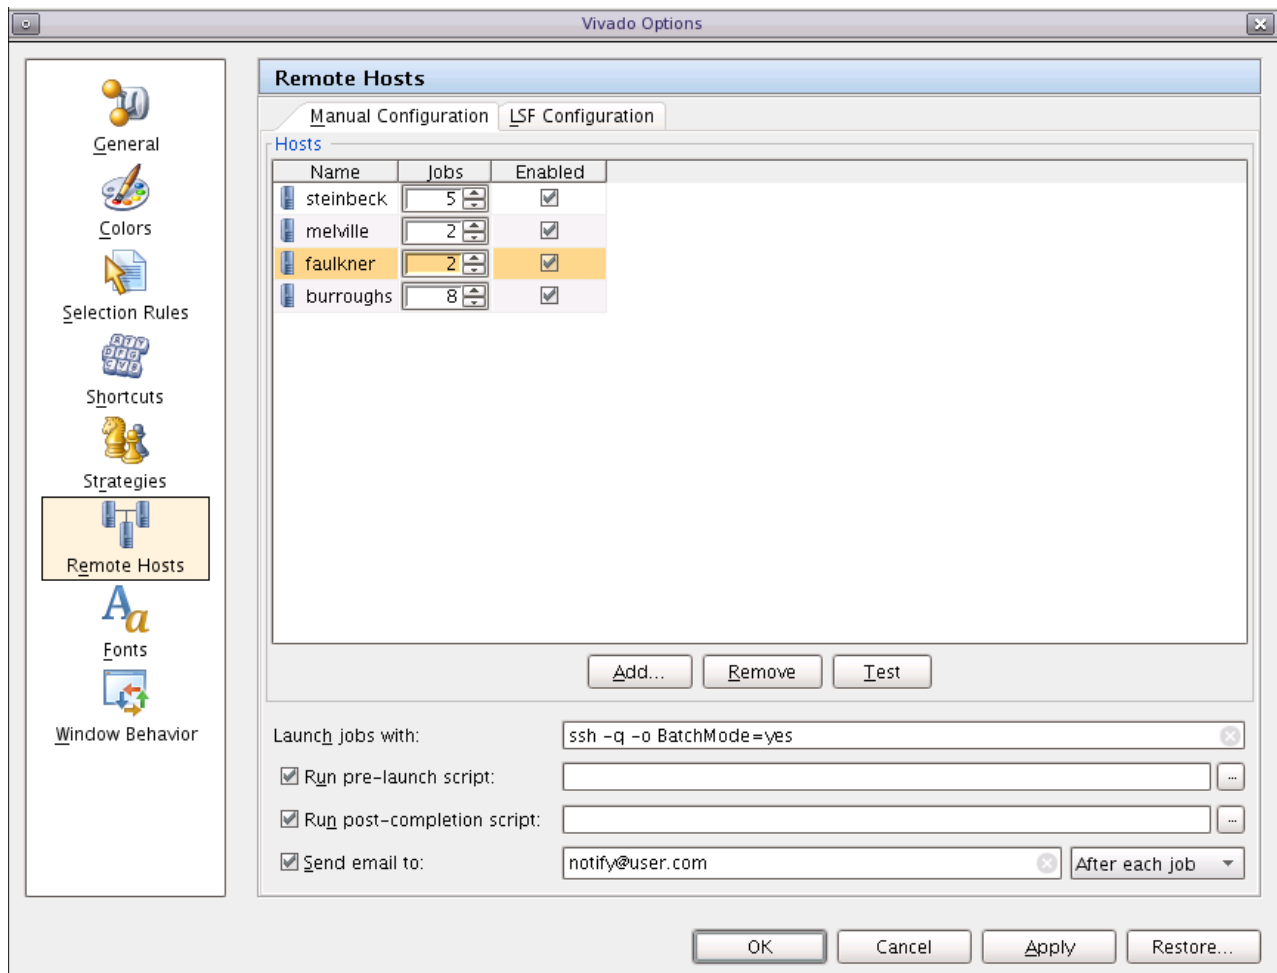 Vivado Options
General
Colors
Selection Rules
Shortcuts
Strategies
Remote Hosts
Fonts
Window Behavior
Remote Hosts
Manual Configuration LSF Configuration
Hosts
Name Jobs Enabled
steinbeck 5
melville 2
faulkner 2
burroughs 8
Add... Remove Test
Launch jobs with: ssh -q -o BatchMode=yes
Run pre-launch script: ...
Run post-completion script: ...
Send email to: notify@user.com After each job
OK Cancel Apply Restore...